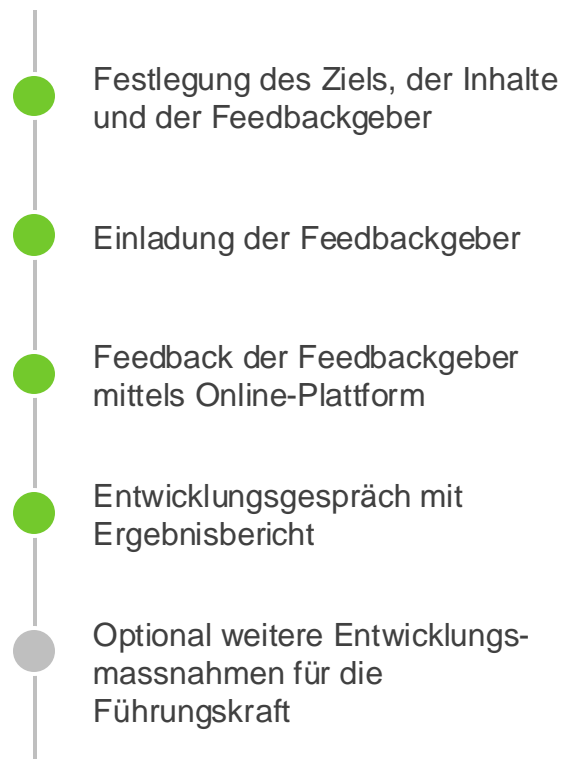 Festlegung des Ziels, der Inhalte
und der Feedbackgeber
Einladung der Feedbackgeber
Feedback der Feedbackgeber
mittels Online-Plattform
Entwicklungsgespräch mit
Ergebnisbericht
Optional weitere Entwicklungs-
massnahmen für die
Führungskraft